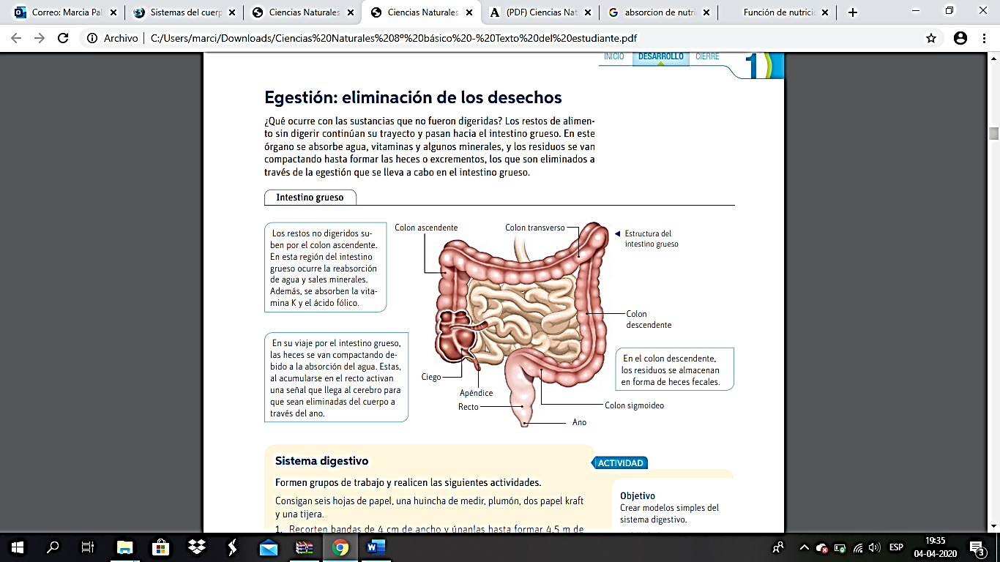 Correo: Marcia Pal
Sistemas del cuerp
Ciencias Naturales
Ciencias Naturales
(PDF) Ciencias Nat
absorcion de nutri
Función de nutrici
Archivo
C:/Users/marci/Downloads/Ciencias%20Naturales%208º%20básico%20-%20Texto%20del%20estudiante.pdf
INICIO DESARROLLO CIERRE 1
Egestión: eliminación de los desechos
¿Qué ocurre con las sustancias que no fueron digeridas? Los restos de alimen-
to sin digerir continúan su trayecto y pasan hacia el intestino grueso. En este
órgano se absorbe agua, vitaminas y algunos minerales, y los residuos se van
compactando hasta formar las heces o excrementos, los que son eliminados a
través de la egestión que se lleva a cabo en el intestino grueso.
Intestino grueso
Los restos no digeridos su-
ben por el colon ascendente.
En esta región del intestino
grueso ocurre la reabsorción
de agua y sales minerales.
Además, se absorben la vita-
mina K y el ácido fólico.
Colon ascendente
Colon transverso
Estructura del
intestino grueso
Colon
descendente
En su viaje por el intestino grueso,
las heces se van compactando de-
bido a la absorción del agua. Estas,
al acumularse en el recto activan
una señal que llega al cerebro para
que sean eliminadas del cuerpo a
través del ano.
En el colon descendente,
los residuos se almacenan
en forma de heces fecales.
Ciego
Apéndice
Recto
Colon sigmoideo
Ano
Sistema digestivo
ACTIVIDAD
Formen grupos de trabajo y realicen las siguientes actividades.
Consigan seis hojas de papel, una huincha de medir, plumón, dos papel kraft
y una tijera.
1. Recorten bandas de 4 cm de ancho y únanlas hasta formar 4,5 m de
Objetivo
Crear modelos simples del
sistema digestivo.
ESP
19:35
04-04-2020
3